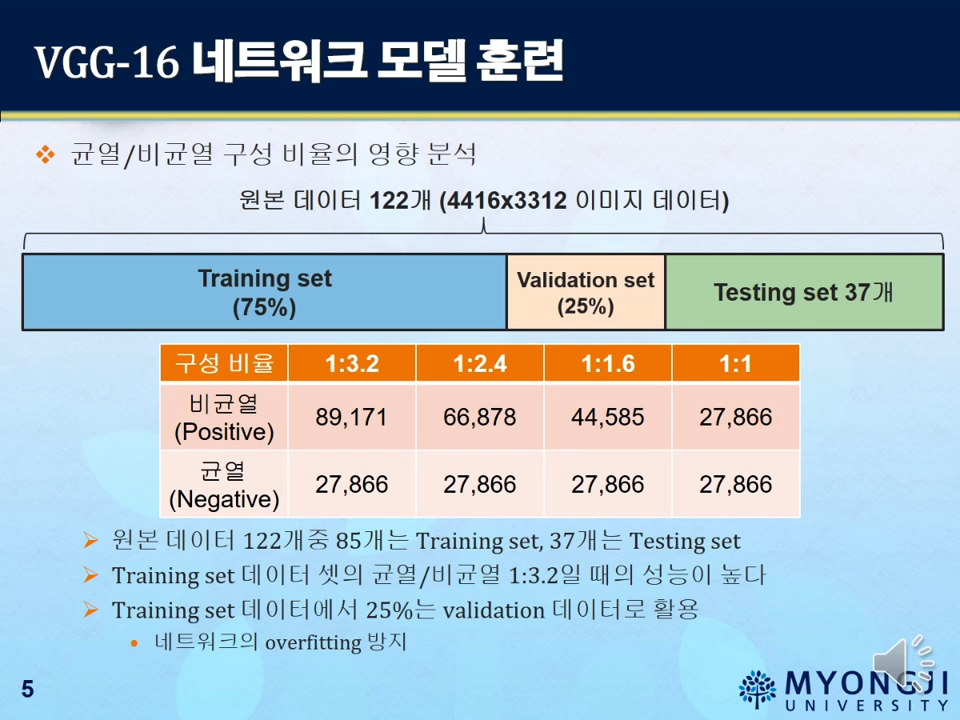 VGG-16 네트워크 모델 훈련
균열/비균열 구성 비율의 영향 분석
원본 데이터 122개 (4416x3312 이미지 데이터)
Training set
(75%)
Validation set
(25%)
Testing set 37개
구성 비율 1:3.2 1:2.4 1:1.6 1:1
비균열
(Positive) 89,171 66,878 44,585 27,866
균열
(Negative) 27,866 27,866 27,866 27,866
원본 데이터 122개중 85개는 Training set, 37개는 Testing set
Training set 데이터 셋의 균열/비균열 1:3.2일 때의 성능이 높다
Training set 데이터에서 25%는 validation 데이터로 활용
네트워크의 overfitting 방지
5
MYONGJI
UNIVERSITY